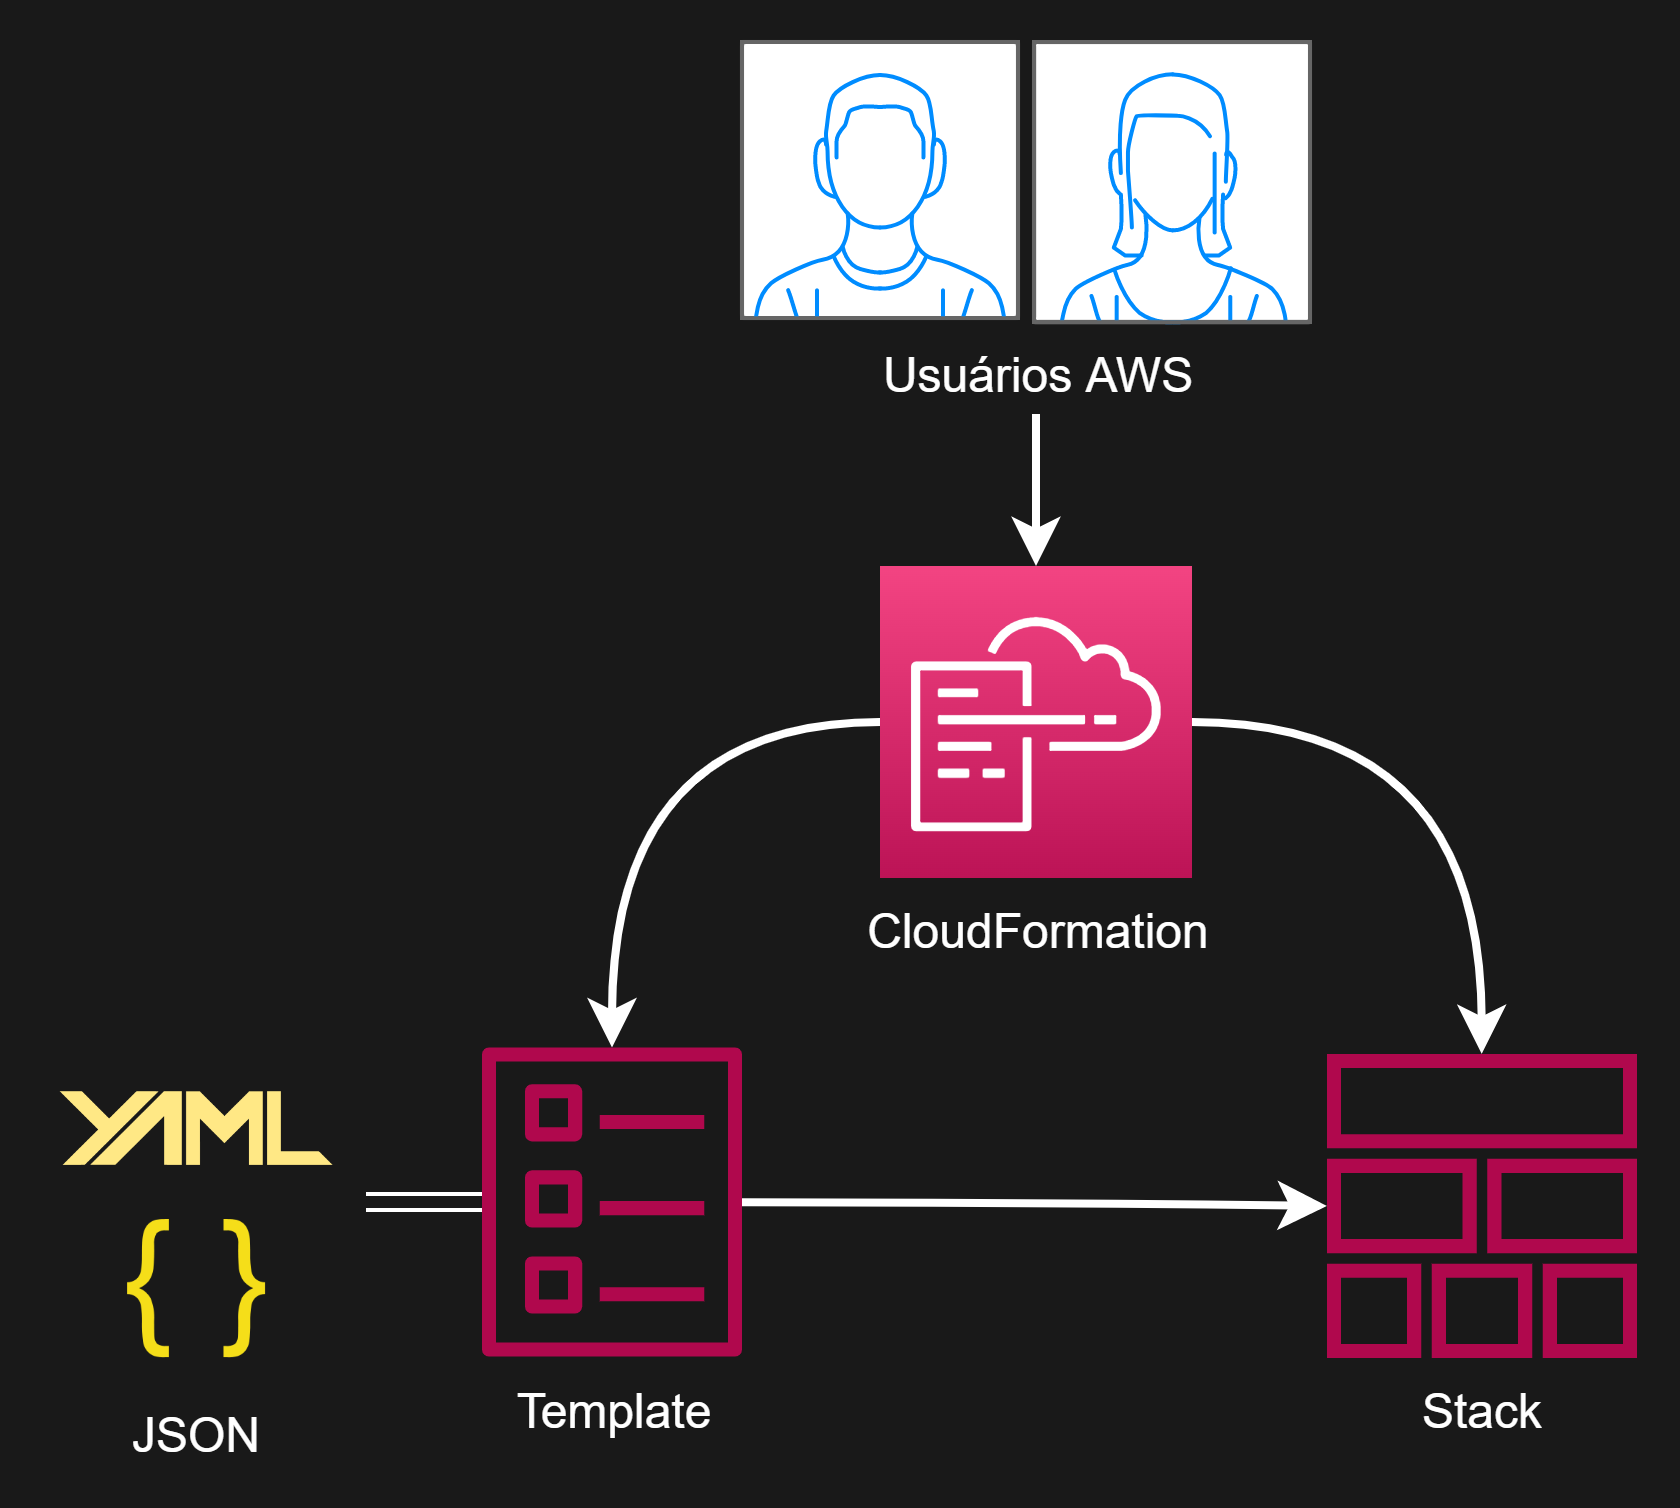 Usuários AWS
CloudFormation
YAML
{ }
JSON
Template
Stack